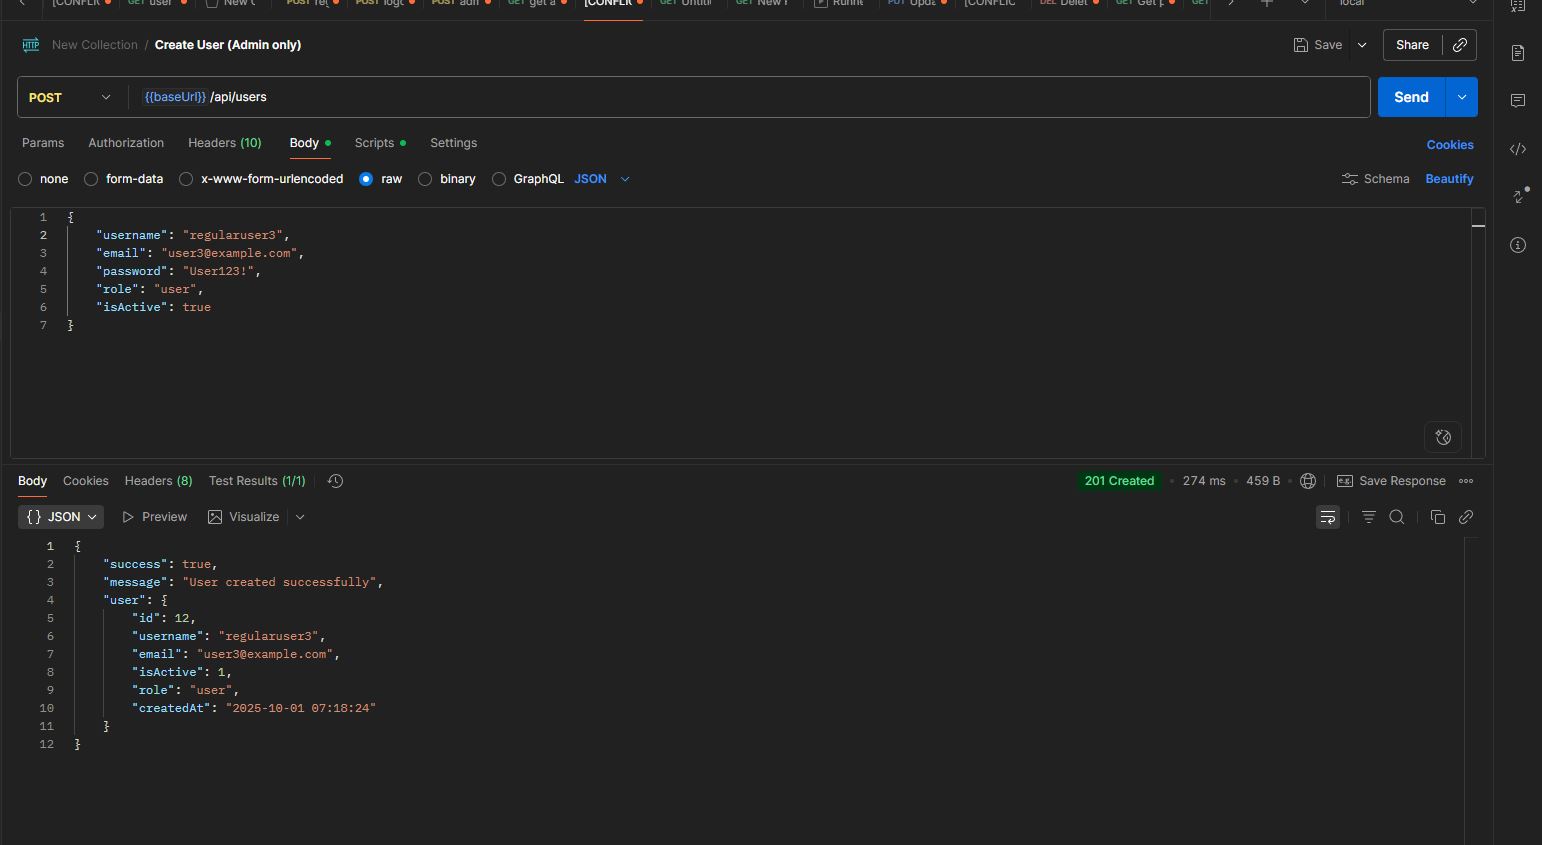 [CONFLIC GET user New C POST reg POST logo POST adm GET get a [CONFLIC GET Untitl GET New R Runne PUT Upda [CONFLIC DEL Delet GET Get p GET local
HTTP New Collection / Create User (Admin only) Save Share
POST {{baseUrl}} /api/users Send
Params Authorization Headers (10) Body Scripts Settings Cookies
none form-data x-www-form-urlencoded raw binary GraphQL JSON Schema Beautify
1 {
2 "username": "regularuser3",
3 "email": "user3@example.com",
4 "password": "User123!",
5 "role": "user",
6 "isActive": true
7 }
Body Cookies Headers (8) Test Results (1/1) 201 Created 274 ms 459 B e.g. Save Response
{} JSON Preview Visualize
1 {
2 "success": true,
3 "message": "User created successfully",
4 "user": {
5 "id": 12,
6 "username": "regularuser3",
7 "email": "user3@example.com",
8 "isActive": 1,
9 "role": "user",
10 "createdAt": "2025-10-01 07:18:24"
11 }
12 }